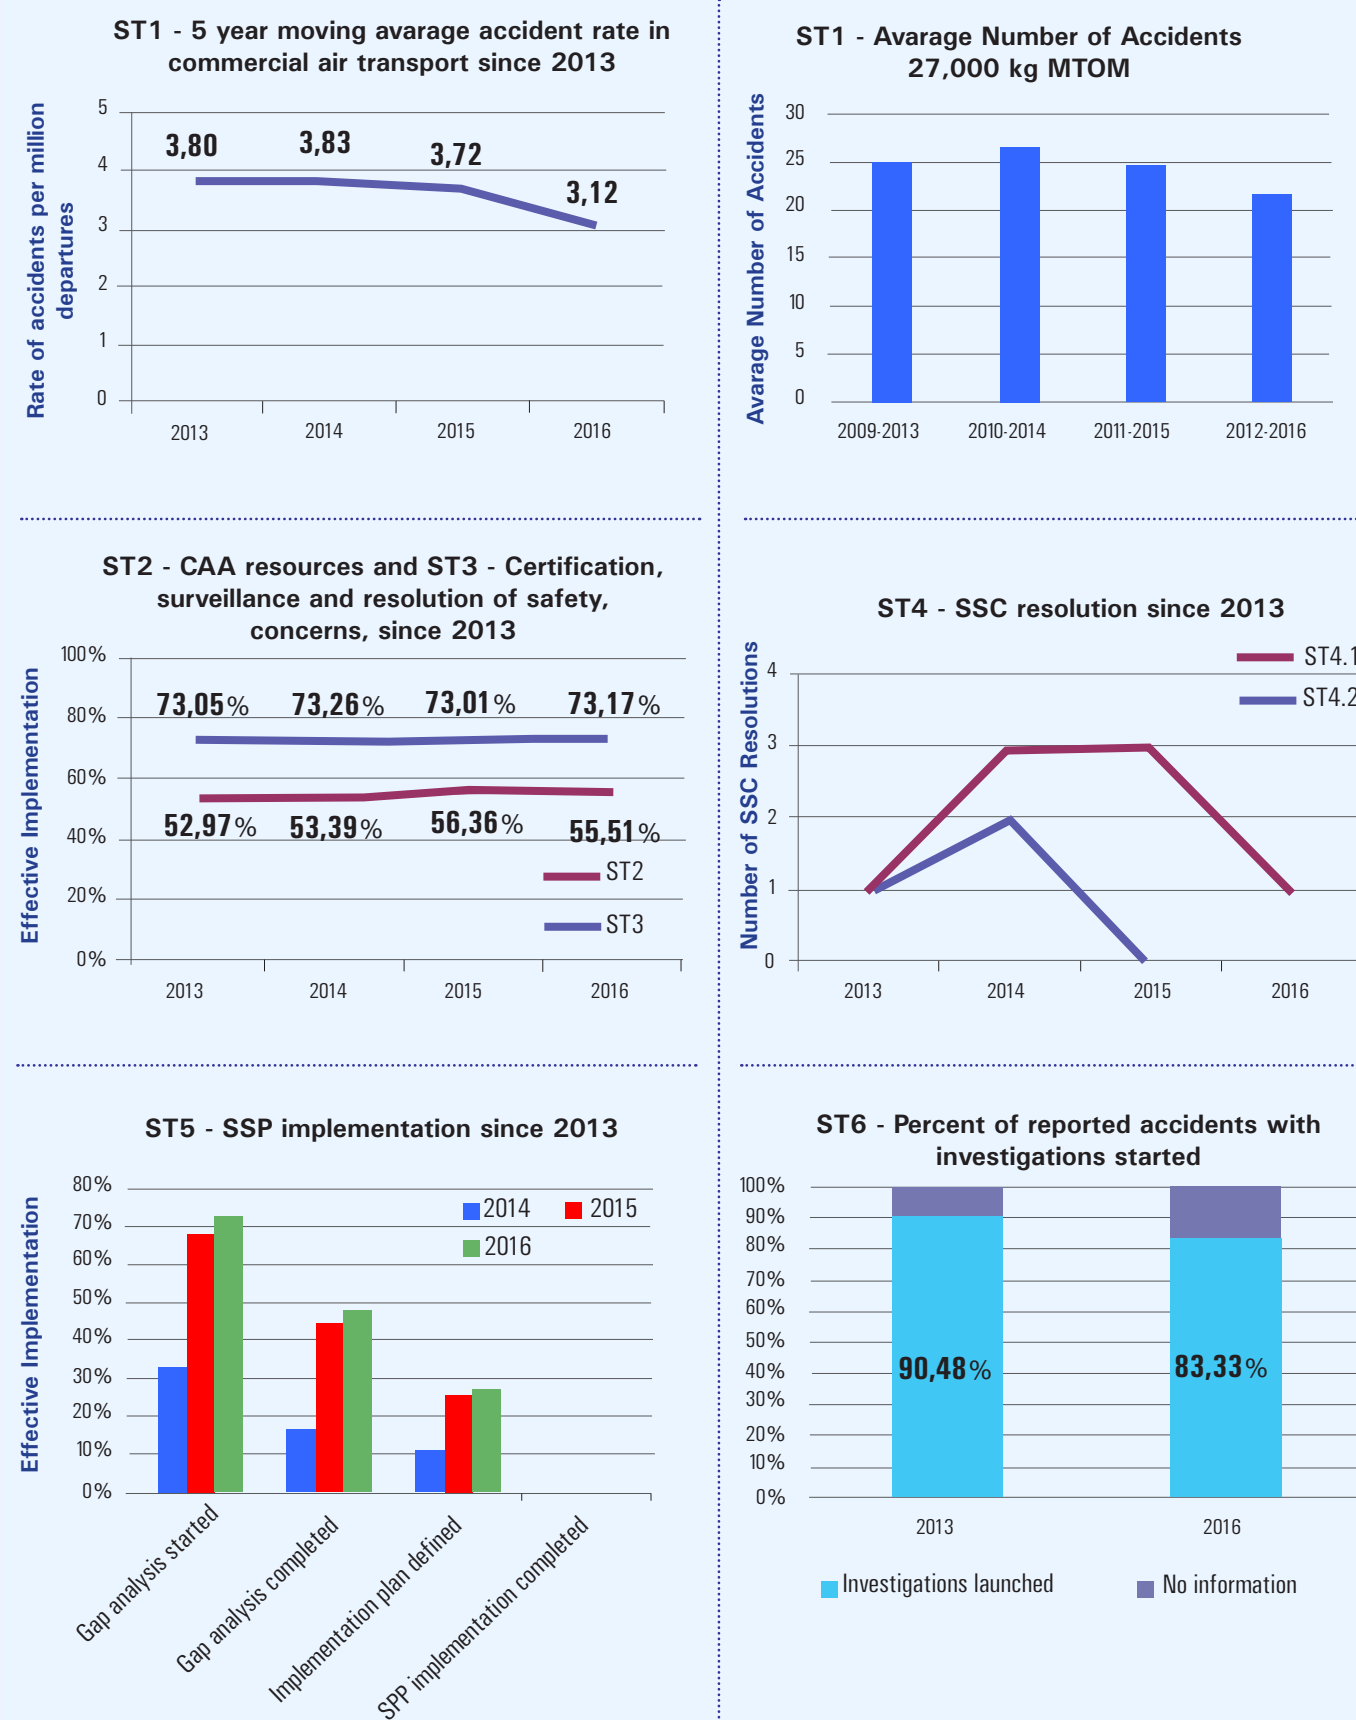 ST1 - 5 year moving avarage accident rate in
commercial air transport since 2013
Rate of accidents per million
departures
5
4
3
2
1
0
3,80
3,83
3,72
3,12
2013
2014
2015
2016
ST1 - Avarage Number of Accidents
27,000 kg MTOM
Avarage Number of Accidents
30
25
20
15
10
5
0
2009-2013
2010-2014
2011-2015
2012-2016
ST2 - CAA resources and ST3 - Certification,
surveillance and resolution of safety,
concerns, since 2013
Effective Implementation
100%
80%
60%
40%
20%
0%
73,05%
73,26%
73,01%
73,17%
52,97%
53,39%
56,36%
55,51%
ST2
ST3
2013
2014
2015
2016
ST4 - SSC resolution since 2013
Number of SSC Resolutions
4
3
2
1
0
ST4.1
ST4.2
2013
2014
2015
2016
ST5 - SSP implementation since 2013
Effective Implementation
80%
70%
60%
50%
40%
30%
20%
10%
0%
2014
2015
2016
Gap analysis started
Gap analysis completed
Implementation plan defined
SPP implementation completed
ST6 - Percent of reported accidents with
investigations started
100%
90%
80%
70%
60%
50%
40%
30%
20%
10%
0%
90,48%
83,33%
2013
2016
Investigations launched
No information